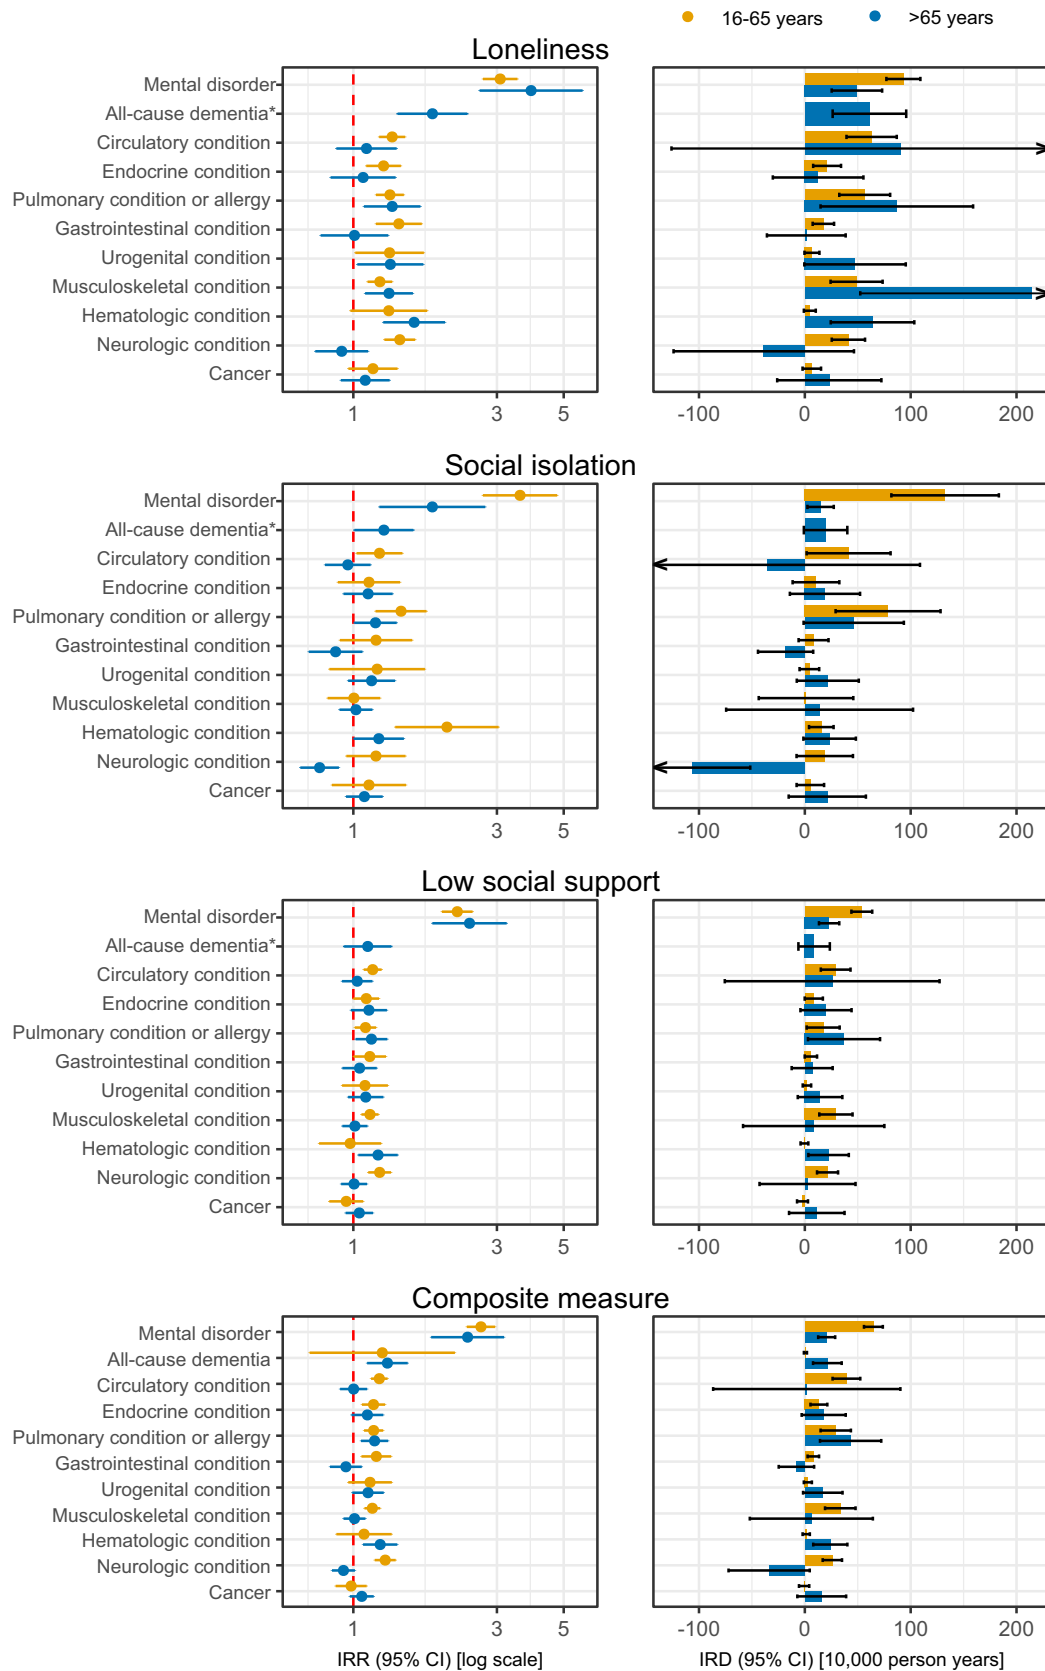 16-65 years >65 years
Loneliness
Mental disorder
All-cause dementia*
Circulatory condition
Endocrine condition
Pulmonary condition or allergy
Gastrointestinal condition
Urogenital condition
Musculoskeletal condition
Hematologic condition
Neurologic condition
Cancer
1 3 5 -100 0 100 200
Social isolation
Mental disorder
All-cause dementia*
Circulatory condition
Endocrine condition
Pulmonary condition or allergy
Gastrointestinal condition
Urogenital condition
Musculoskeletal condition
Hematologic condition
Neurologic condition
Cancer
1 3 5 -100 0 100 200
Low social support
Mental disorder
All-cause dementia*
Circulatory condition
Endocrine condition
Pulmonary condition or allergy
Gastrointestinal condition
Urogenital condition
Musculoskeletal condition
Hematologic condition
Neurologic condition
Cancer
1 3 5 -100 0 100 200
Composite measure
Mental disorder
All-cause dementia
Circulatory condition
Endocrine condition
Pulmonary condition or allergy
Gastrointestinal condition
Urogenital condition
Musculoskeletal condition
Hematologic condition
Neurologic condition
Cancer
1 3 5 -100 0 100 200
IRR (95% CI) [log scale] IRD (95% CI) [10,000 person years]